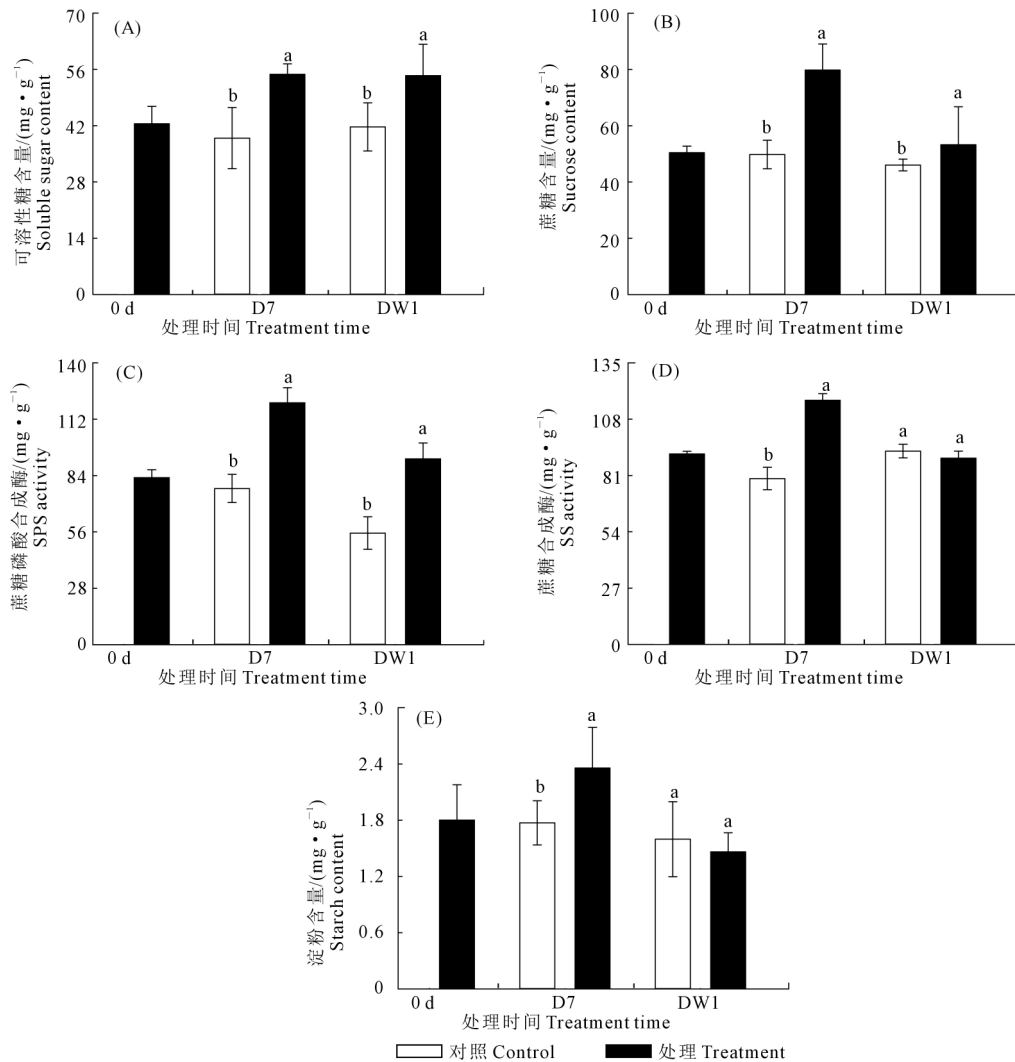 (A)
可溶性糖含量/(mg·g⁻¹)
Soluble sugar content
70
56
42
28
14
0
b
a
b
a
0 d
D7
DW1
处理时间 Treatment time
(B)
蔗糖含量/(mg·g⁻¹)
Sucrose content
100
80
60
40
20
0
b
a
b
a
0 d
D7
DW1
处理时间 Treatment time
(C)
蔗糖磷酸合成酶/(mg·g⁻¹)
SPS activity
140
112
84
56
28
0
b
a
b
a
0 d
D7
DW1
处理时间 Treatment time
(D)
蔗糖合成酶/(mg·g⁻¹)
SS activity
135
108
81
54
27
0
b
a
a
a
0 d
D7
DW1
处理时间 Treatment time
(E)
淀粉含量/(mg·g⁻¹)
Starch content
3.0
2.4
1.8
1.2
0.6
0
b
a
a
a
0 d
D7
DW1
处理时间 Treatment time
对照 Control
处理 Treatment